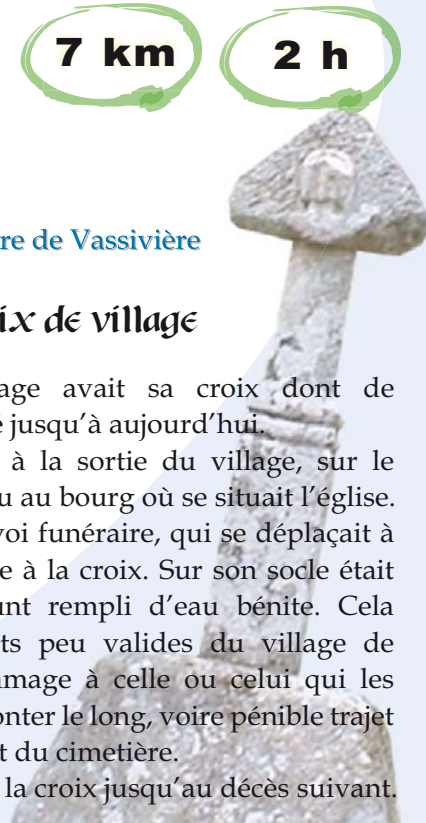 7 km 2 h
re de Vassivière
ix de village
age avait sa croix dont de
é jusqu'à aujourd'hui.
à la sortie du village, sur le
u au bourg où se situait l'église.
voi funéraire, qui se déplaçait à
e à la croix. Sur son socle était
unt rempli d'eau bénite. Cela
ts peu valides du village de
mmage à celle ou celui qui les
onter le long, voire pénible trajet
t du cimetière.
la croix jusqu'au décès suivant.